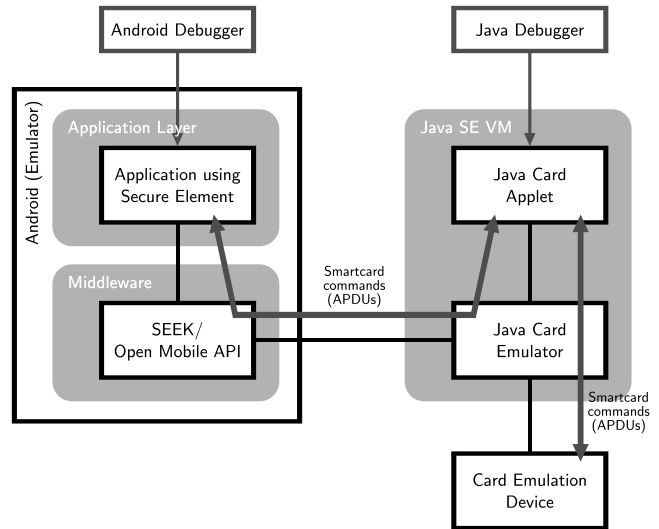 Android Debugger
Java Debugger
Android (Emulator)
Application Layer
Application using
Secure Element
Java SE VM
Java Card
Applet
Middleware
SEEK/
Open Mobile API
Smartcard
commands
(APDUs)
Java Card
Emulator
Smartcard
commands
(APDUs)
Card Emulation
Device